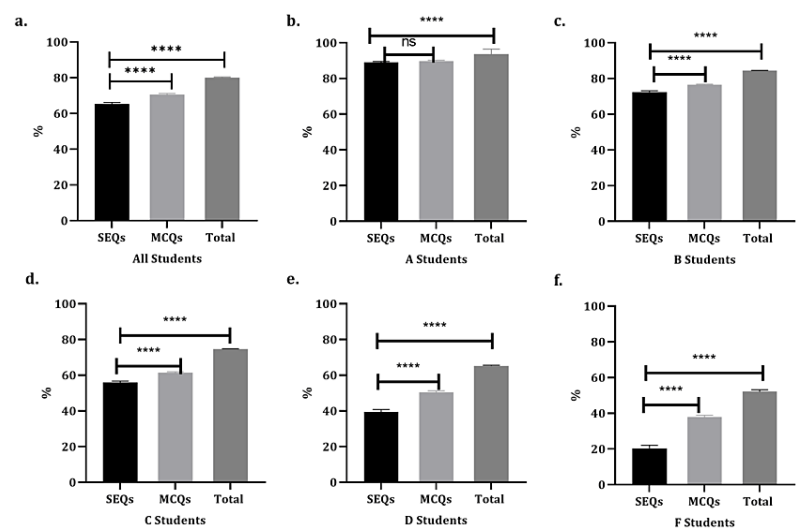 a.
****
****
100
80
60
40
20
0
%
SEQs MCQs Total
All Students
b.
****
ns
100
80
60
40
20
0
%
SEQs MCQs Total
A Students
c.
****
****
100
80
60
40
20
0
%
SEQs MCQs Total
B Students
d.
****
****
100
80
60
40
20
0
%
SEQs MCQs Total
C Students
e.
****
****
100
80
60
40
20
0
%
SEQs MCQs Total
D Students
f.
****
****
100
80
60
40
20
0
%
SEQs MCQs Total
F Students